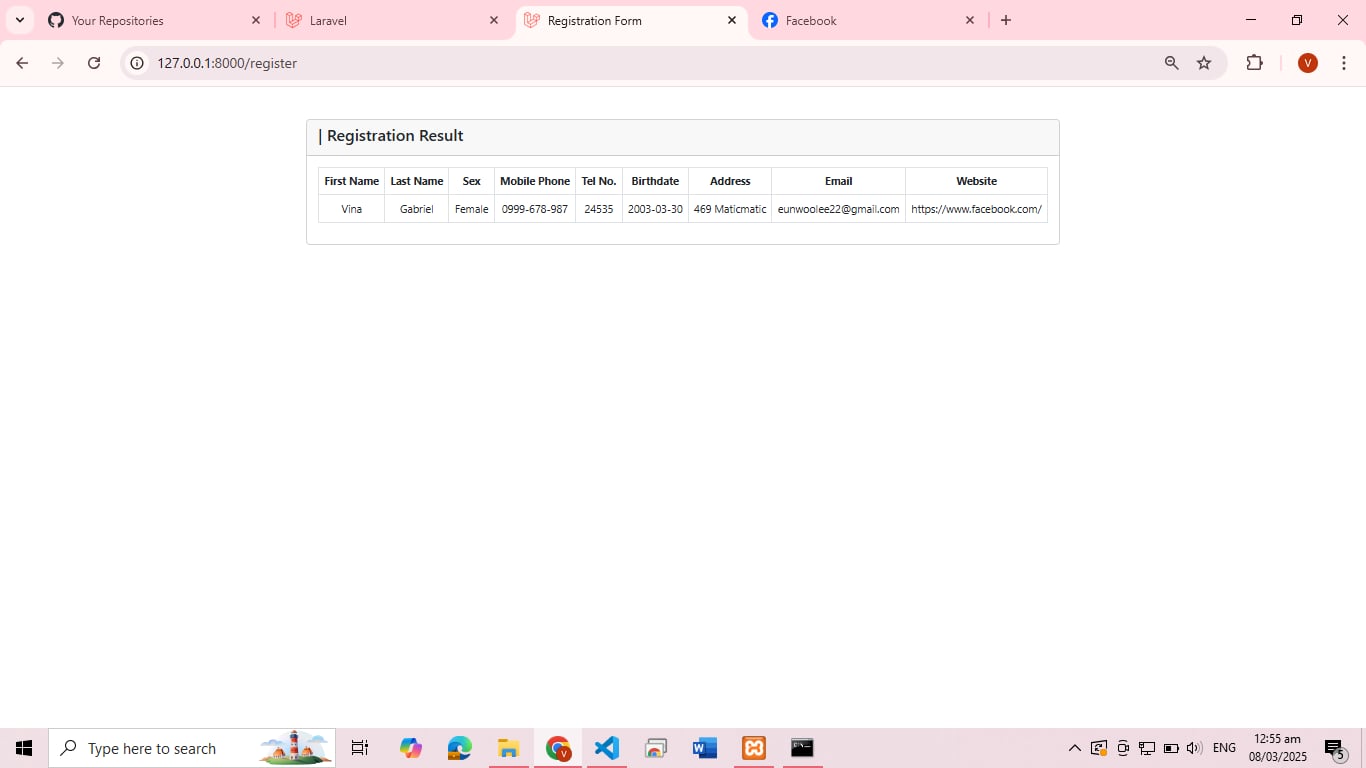 Your Repositories
Laravel
Registration Form
Facebook
127.0.0.1:8000/register
V
| Registration Result
First Name Last Name Sex Mobile Phone Tel No. Birthdate Address Email Website
Vina Gabriel Female 0999-678-987 24535 2003-03-30 469 Maticmatic eunwoolee22@gmail.com https://www.facebook.com/
Type here to search
V
ENG
12:55 am
08/03/2025
5